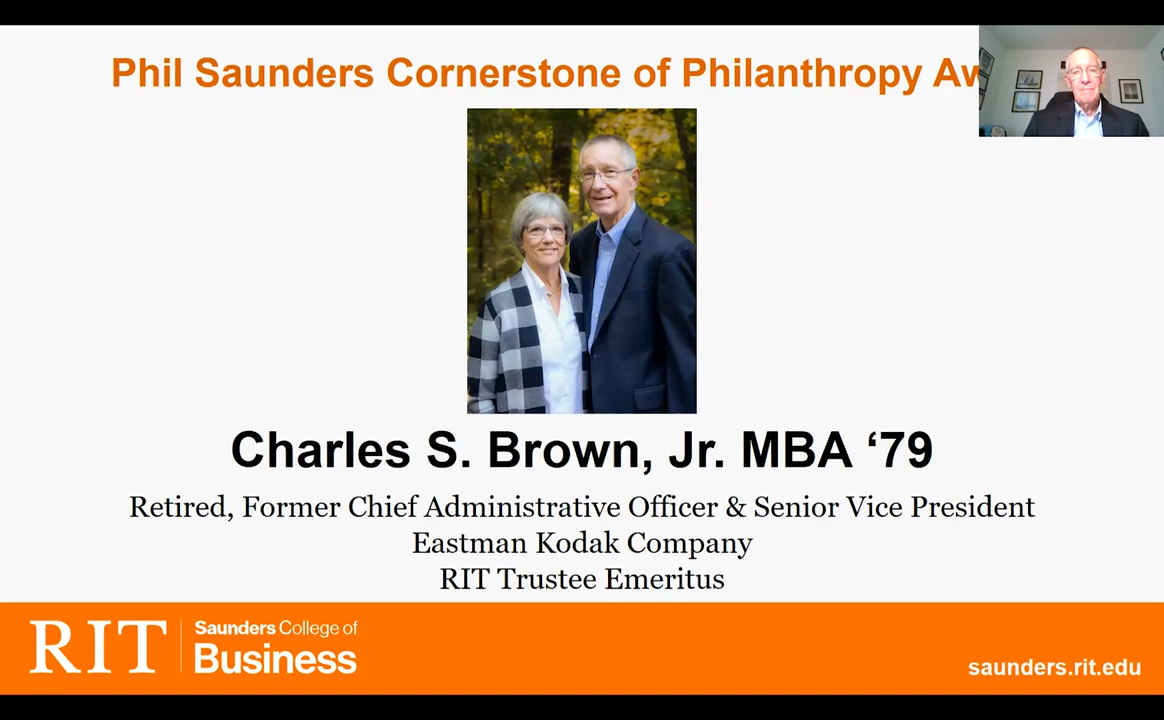 Phil Saunders Cornerstone of Philanthropy Aw
Charles S. Brown, Jr. MBA ‘79
Retired, Former Chief Administrative Officer & Senior Vice President
Eastman Kodak Company
RIT Trustee Emeritus
RIT
Saunders College of
Business
saunders.rit.edu